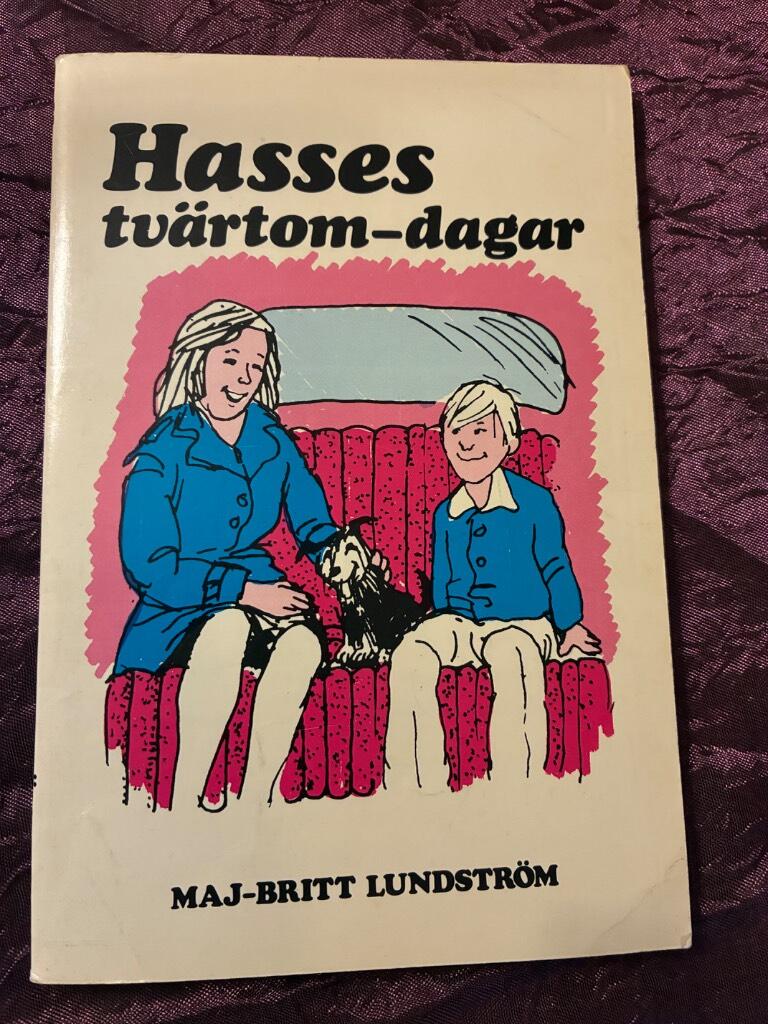 Hasses
tvärtom-dagar
MAJ-BRITT LUNDSTRÖM